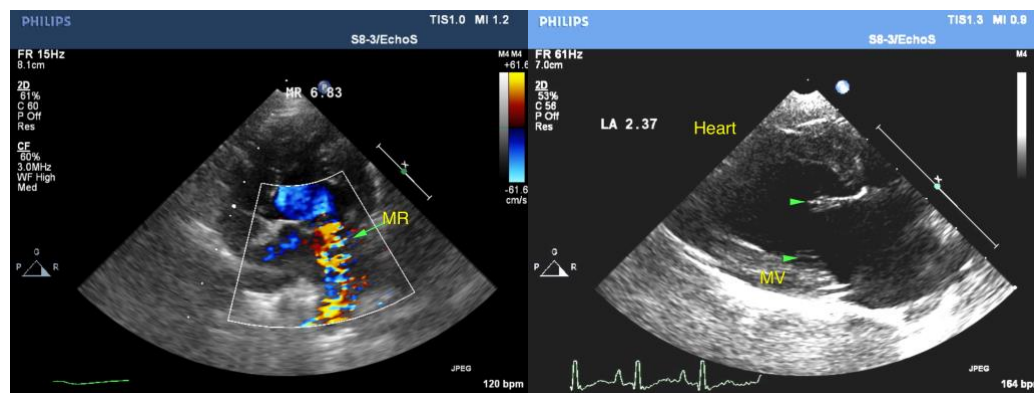 PHILIPS
TIS1.0 MI 1.2
S8-3/EchoS
FR 15Hz
8.1cm
M4 M4
+61.6
2D
61%
C 60
P Off
Res
CF
60%
3.0MHz
WF High
Med
MR 6.83
x
-61.6
cm/s
MR
G
P R
JPEG
120 bpm
PHILIPS
TIS1.3 MI 0.9
S8-3/EchoS
FR 61Hz
7.0cm
M4
2D
53%
C 56
P Off
Res
LA 2.37
Heart
x
MV
G
P R
JPEG
164 bp